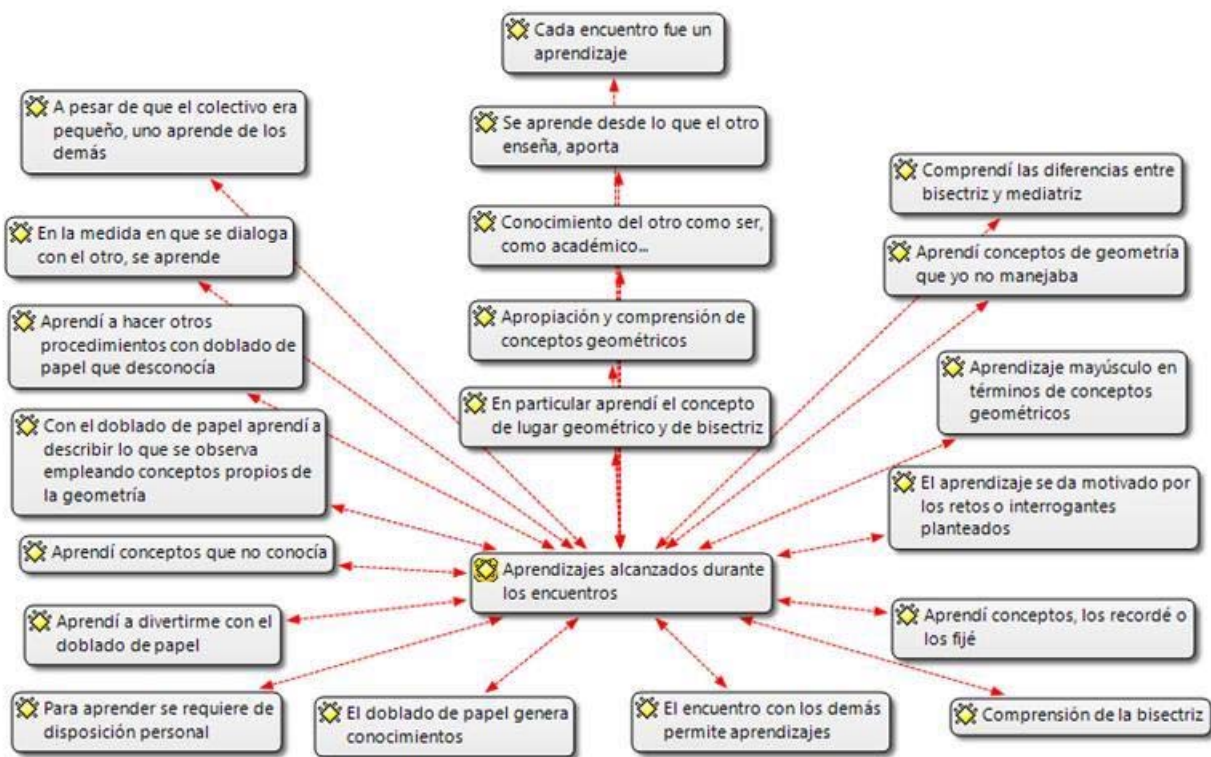 Cada encuentro fue un
aprendizaje
A pesar de que el colectivo era
pequeño, uno aprende de los
demás
Se aprende desde lo que el otro
enseña, aporta
Comprendí las diferencias entre
bisectriz y mediatriz
En la medida en que se dialoga
con el otro, se aprende
Conocimiento del otro como ser,
como académico...
Aprendí conceptos de geometría
que yo no manejaba
Aprendí a hacer otros
procedimientos con doblado de
papel que desconocía
Apropiación y comprensión de
conceptos geométricos
Aprendizaje mayúsculo en
términos de conceptos
geométricos
En particular aprendí el concepto
de lugar geométrico y de bisectriz
Con el doblado de papel aprendí a
describir lo que se observa
empleando conceptos propios de
la geometría
El aprendizaje se da motivado por
los retos o interrogantes
planteados
Aprendí conceptos que no conocía
Aprendizajes alcanzados durante
los encuentros
Aprendí a divertirme con el
doblado de papel
Aprendí conceptos, los recordé o
los fijé
Para aprender se requiere de
disposición personal
El doblado de papel genera
conocimientos
El encuentro con los demás
permite aprendizajes
Comprensión de la bisectriz